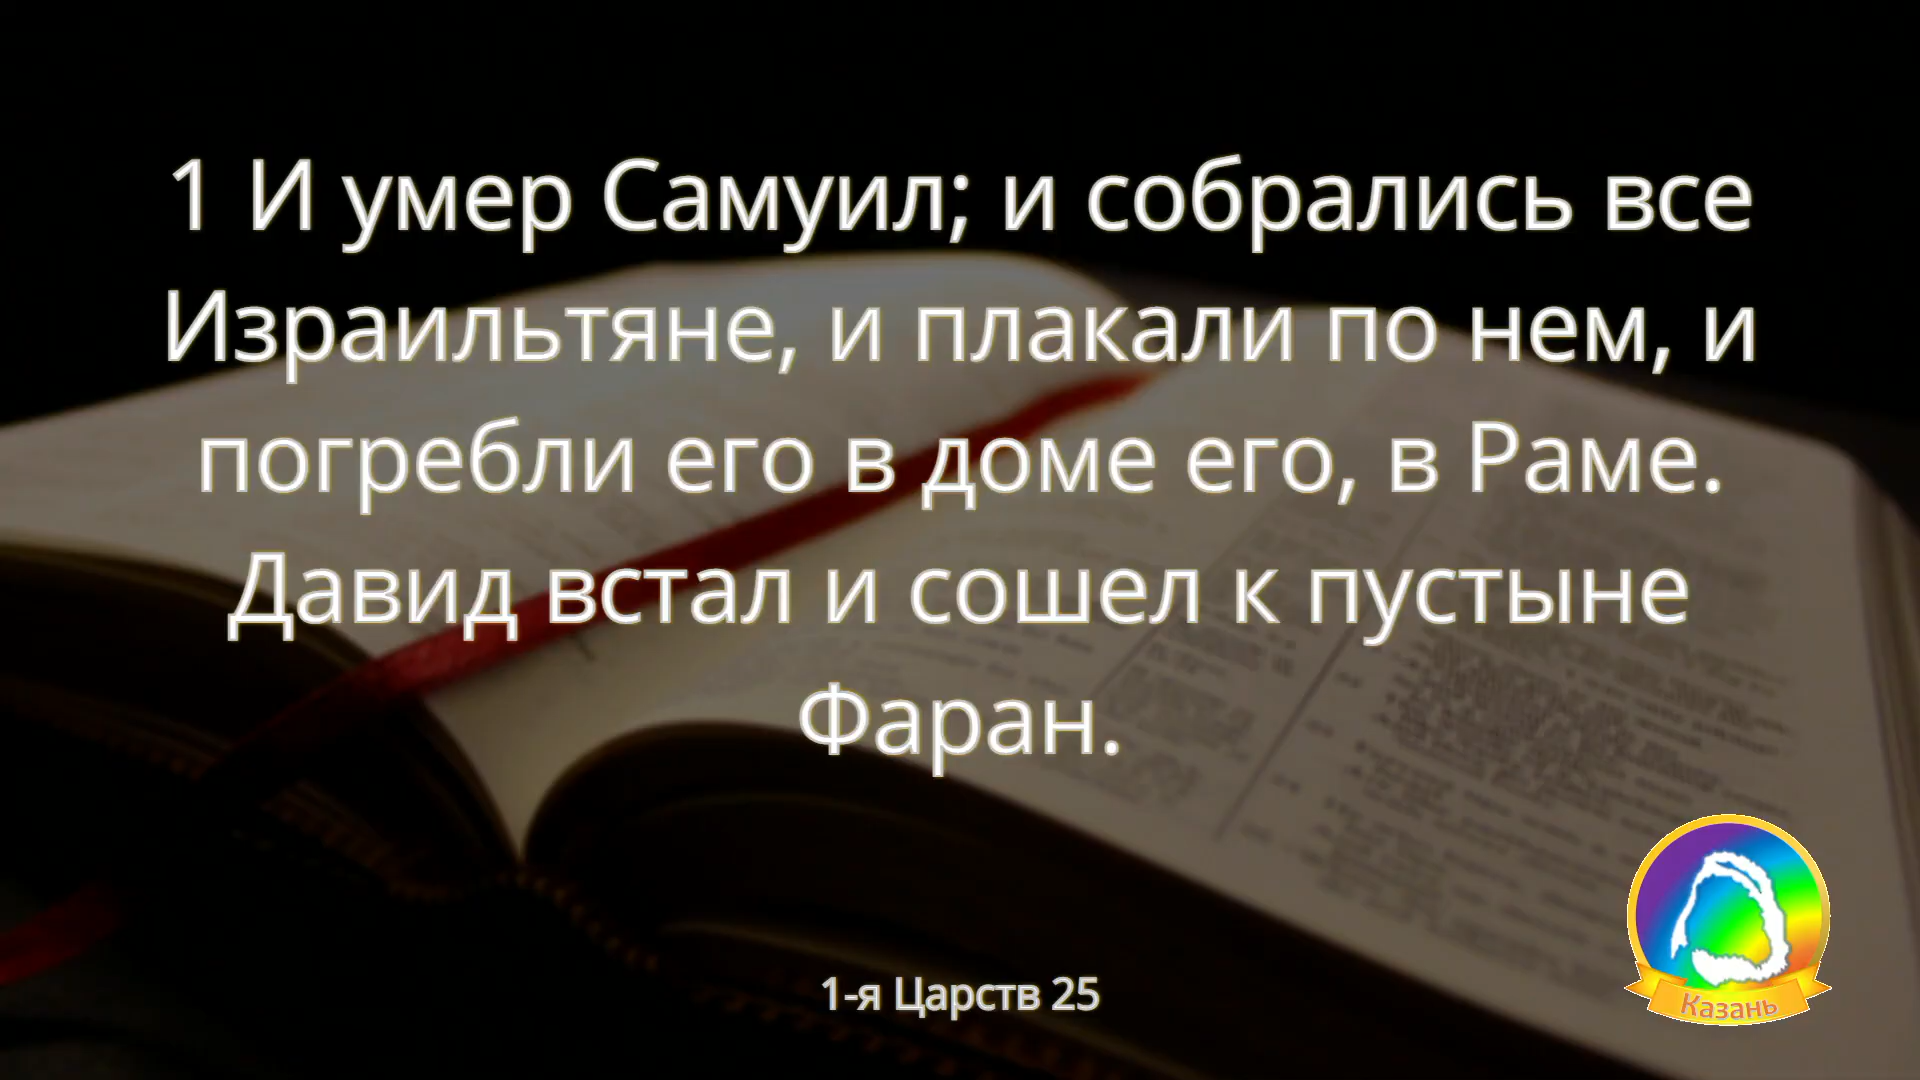 1 И умер Самуил; и собрались все
Израильтяне, и плакали по нем, и
погребли его в доме его, в Раме.
Давид встал и сошел к пустыне
Фаран.
1-я Царств 25
Казань